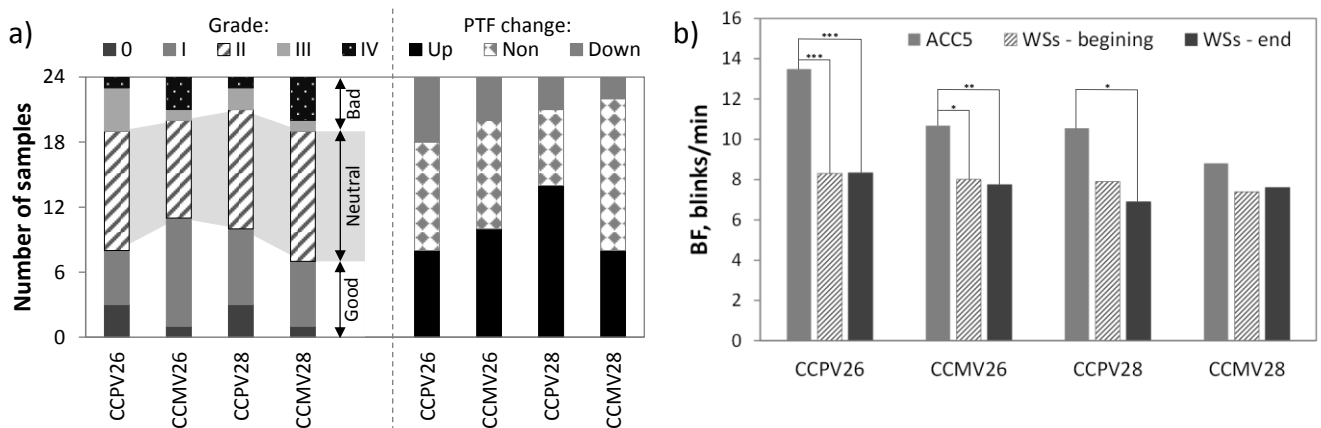 a)
Grade:
0 I II III IV
PTF change:
Up Non Down
Number of samples
24
18
12
6
0
Bad
Neutral
Good
CCPV26
CCMV26
CCPV28
CCMV28
CCPV26
CCMV26
CCPV28
CCMV28
b)
ACC5 WSs - begining WSs - end
BF, blinks/min
16
14
12
10
8
6
4
2
0
***
***
**
*
*
CCPV26 CCMV26 CCPV28 CCMV28